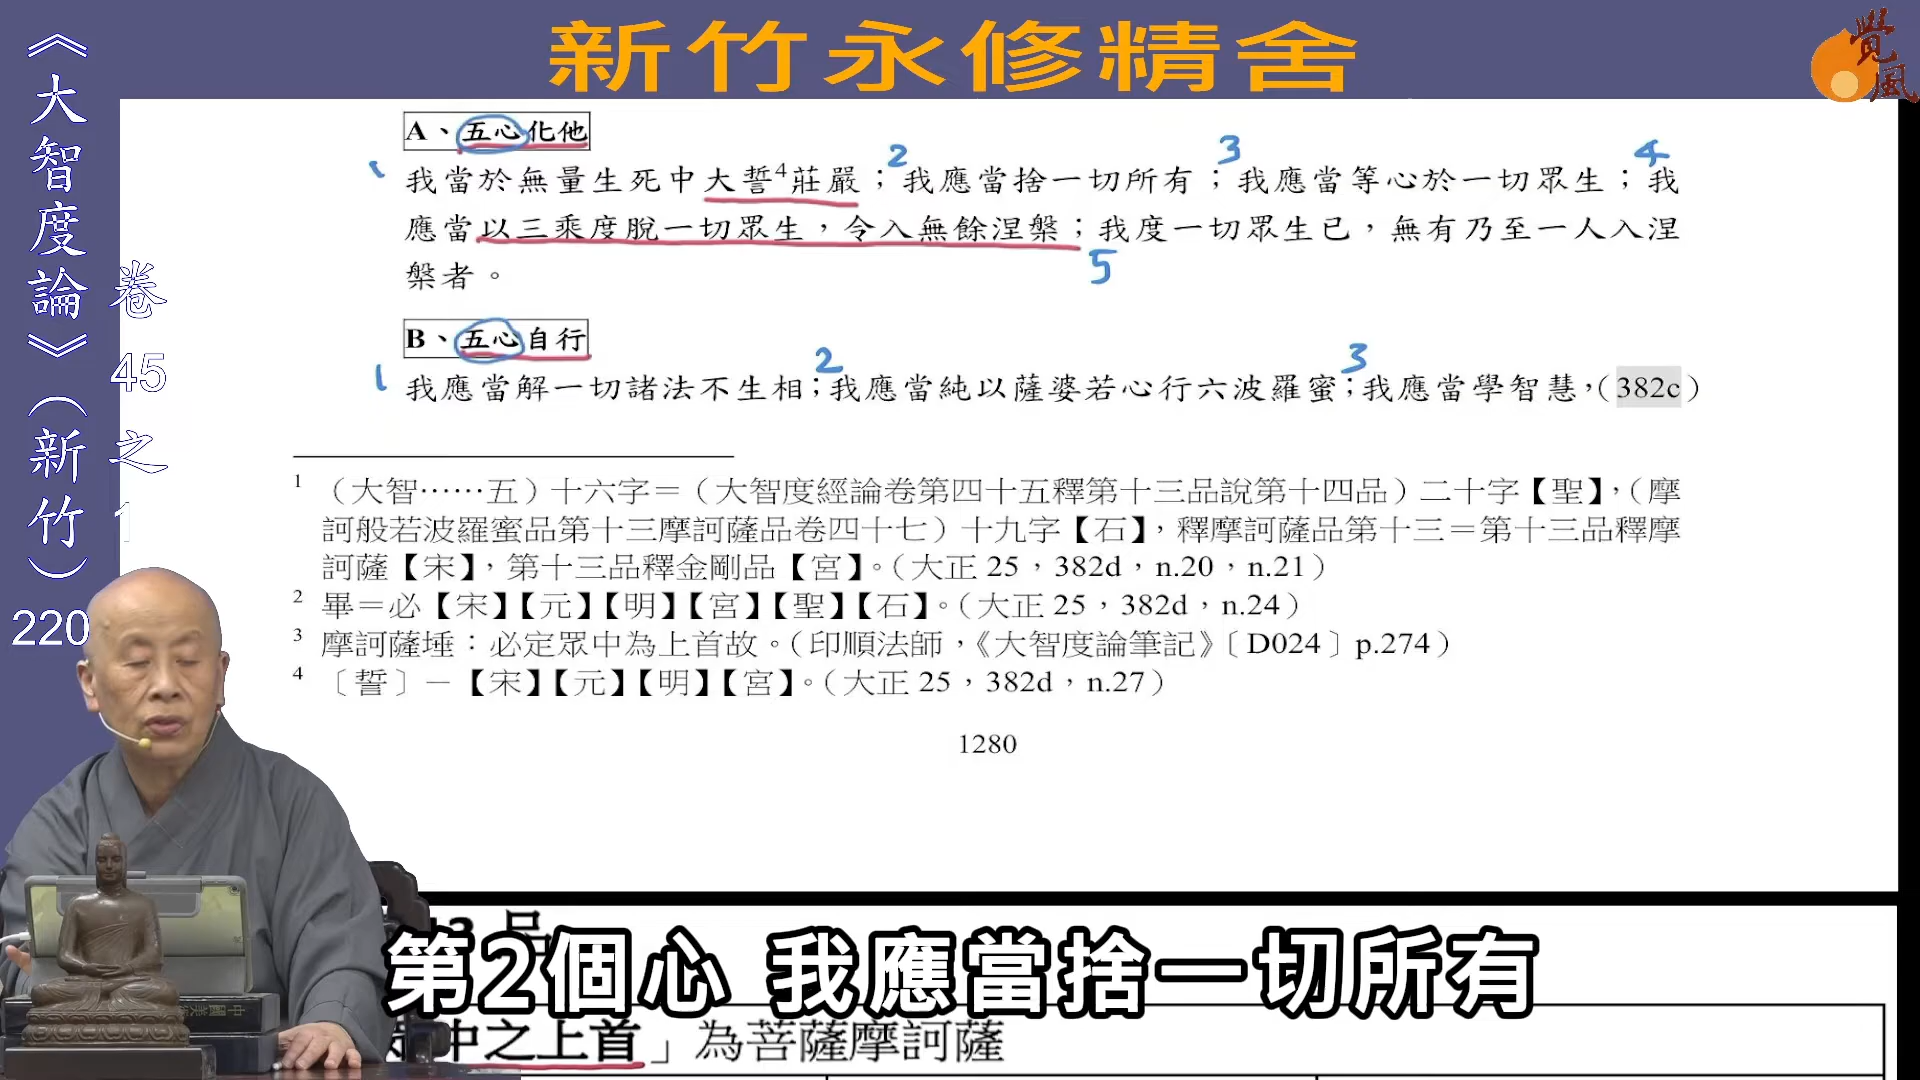 新竹永修精舍
覺風
《大智度論》（新竹）220
卷45之1
A、五心化他
1 2 3 4
我當於無量生死中大誓4莊嚴；我應當捨一切所有；我應當等心於一切眾生；我
應當以三乘度脫一切眾生，令入無餘涅槃；我度一切眾生已，無有乃至一人入涅
5
槃者。
B、五心自行
1 2 3
我應當解一切諸法不生相；我應當純以薩婆若心行六波羅蜜；我應當學智慧，（382c）
1 （大智……五）十六字＝（大智度經論卷第四十五釋第十三品說第十四品）二十字【聖】，（摩
訶般若波羅蜜品第十三摩訶薩品卷四十七）十九字【石】，釋摩訶薩品第十三＝第十三品釋摩
訶薩【宋】，第十三品釋金剛品【宮】。（大正 25，382d，n.20，n.21）
2 畢＝必【宋】【元】【明】【宮】【聖】【石】。（大正 25，382d，n.24）
3 摩訶薩埵：必定眾中為上首故。（印順法師，《大智度論筆記》〔D024〕p.274）
4 〔誓〕－【宋】【元】【明】【宮】。（大正 25，382d，n.27）
1280
品
第2個心 我應當捨一切所有
中之上首」為菩薩摩訶薩